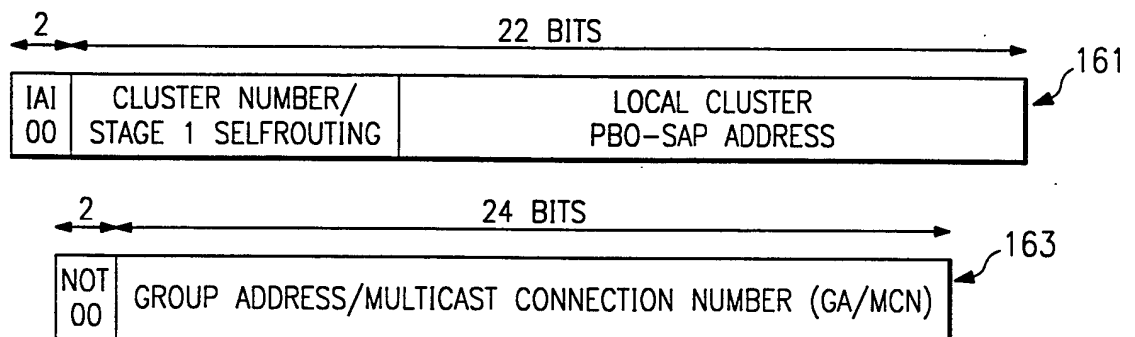 2
22 BITS
161
IAI
00
CLUSTER NUMBER/
STAGE 1 SELFROUTING
LOCAL CLUSTER
PBO-SAP ADDRESS
2
24 BITS
163
NOT
00
GROUP ADDRESS/MULTICAST CONNECTION NUMBER (GA/MCN)